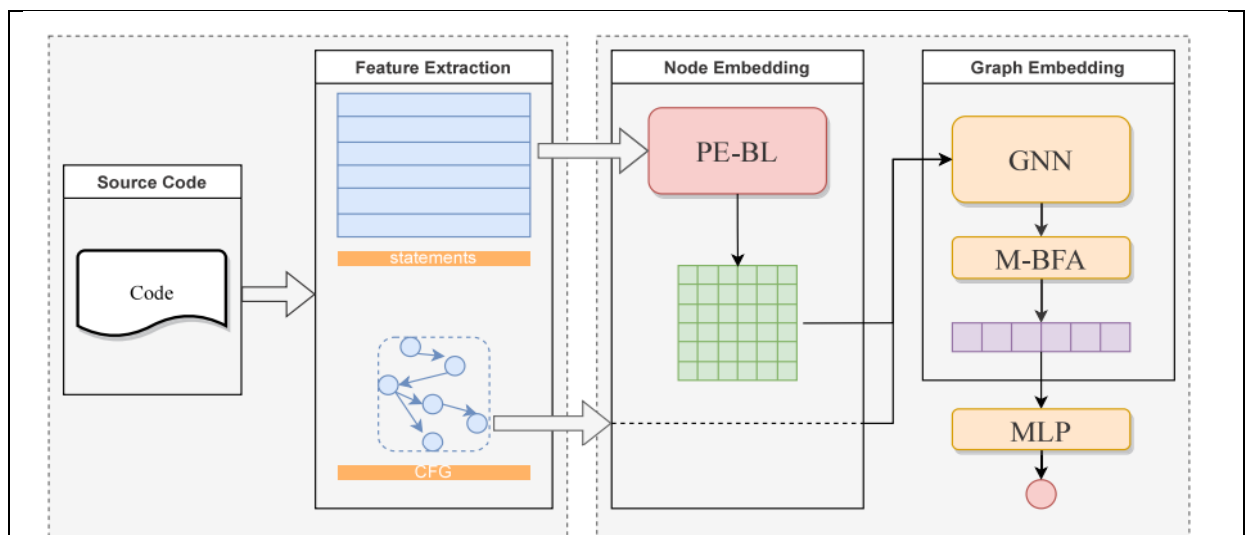 Source Code
Code
Feature Extraction
statements
CFG
Node Embedding
PE-BL
Graph Embedding
GNN
M-BFA
MLP